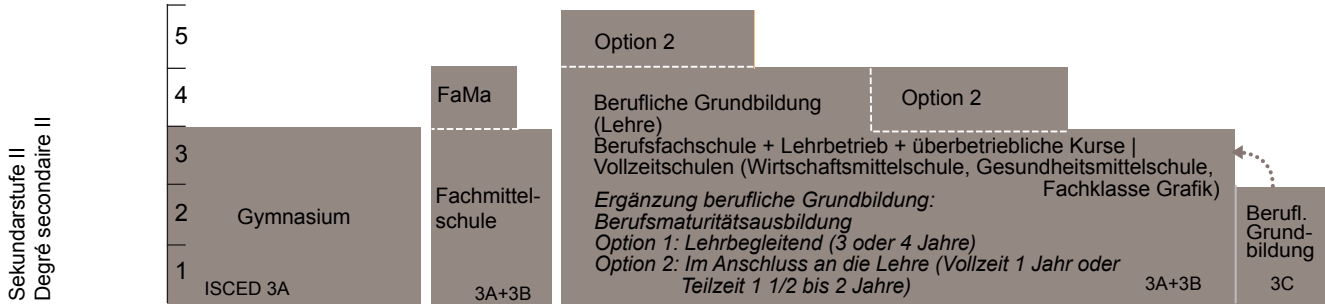 Sekundarstufe II
Degré secondaire II
5
4
3
2
1
Gymnasium
ISCED 3A
FaMa
Fachmittel-
schule
3A+3B
Option 2
Option 2
Berufliche Grundbildung
(Lehre)
Berufsfachschule + Lehrbetrieb + überbetriebliche Kurse |
Vollzeitschulen (Wirtschaftsmittelschule, Gesundheitsmittelschule,
Fachklasse Grafik)
Ergänzung berufliche Grundbildung:
Berufsmaturitätsausbildung
Option 1: Lehrbegleitend (3 oder 4 Jahre)
Option 2: Im Anschluss an die Lehre (Vollzeit 1 Jahr oder
Teilzeit 1 1/2 bis 2 Jahre)
3A+3B
Berufl.
Grund-
bildung
3C